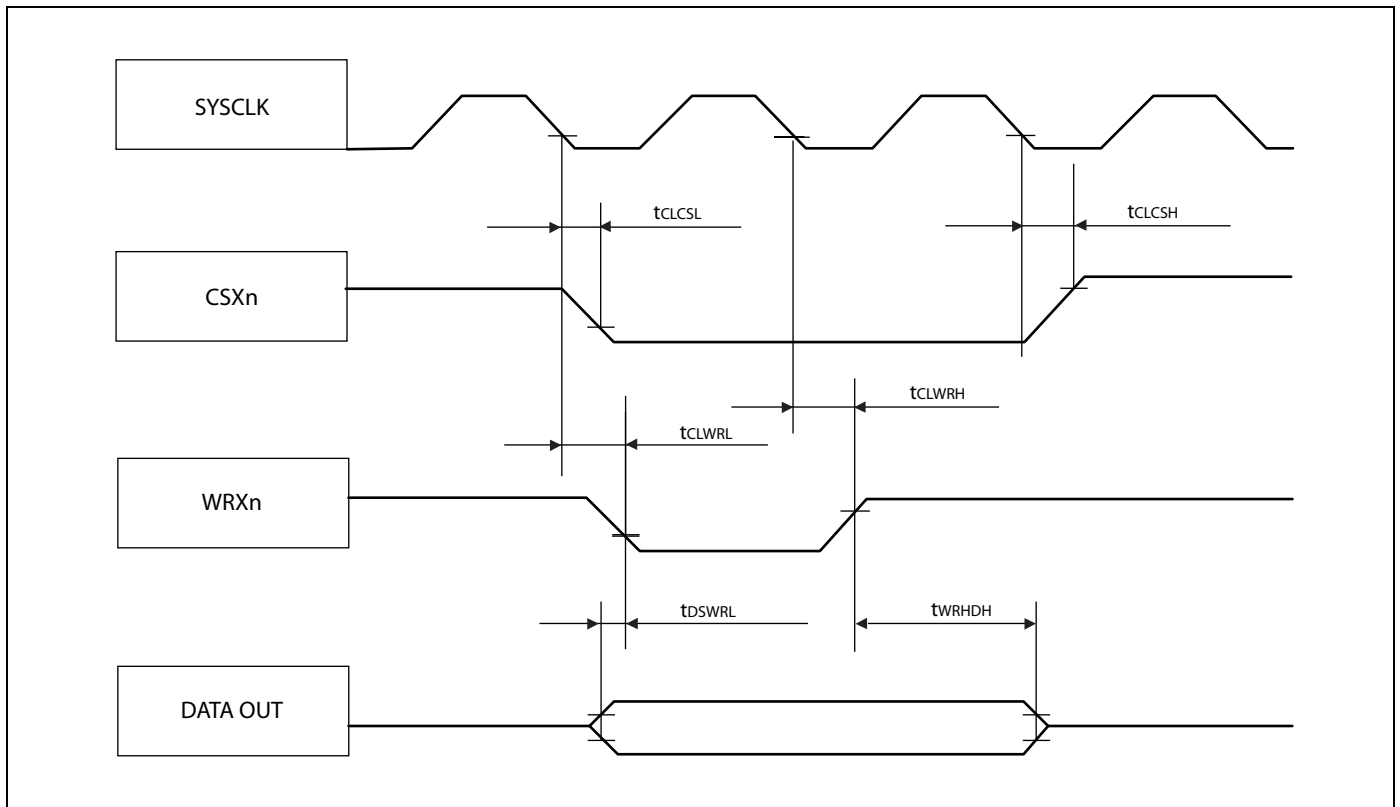 SYSCLK
tCLCSL
tCLCSH
CSXn
tCLWRH
tCLWRL
WRXn
tDSWRL
tWRHDH
DATA OUT